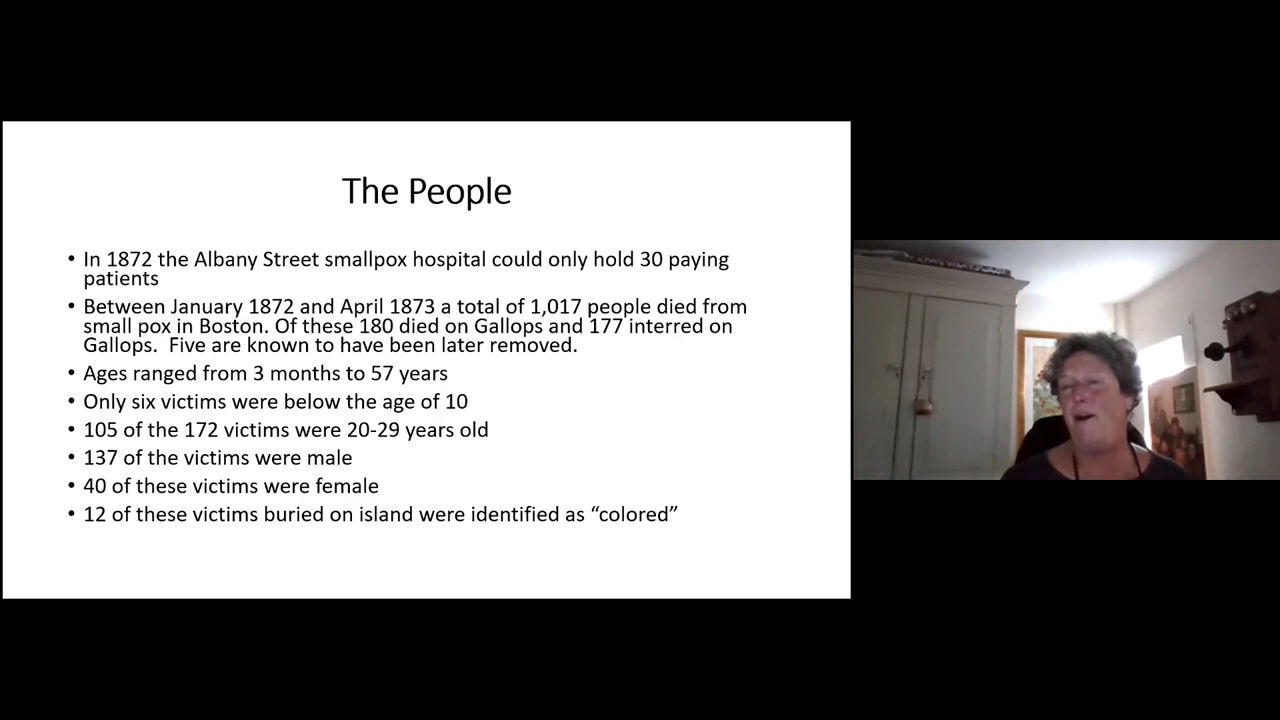 The People
• In 1872 the Albany Street smallpox hospital could only hold 30 paying
patients
• Between January 1872 and April 1873 a total of 1,017 people died from
small pox in Boston. Of these 180 died on Gallops and 177 interred on
Gallops.  Five are known to have been later removed.
• Ages ranged from 3 months to 57 years
• Only six victims were below the age of 10
• 105 of the 172 victims were 20-29 years old
• 137 of the victims were male
• 40 of these victims were female
• 12 of these victims buried on island were identified as “colored”